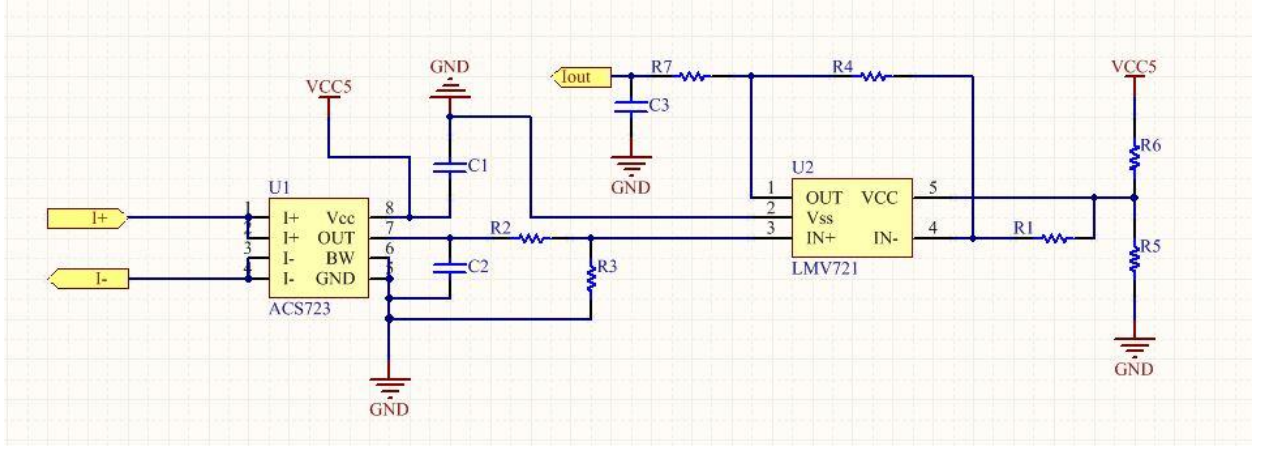 GND
Iout
R7
R4
VCC5
VCC5
C3
R6
C1
GND
U2
U1
1 OUT VCC 5
I+
1 I+ Vcc 8
2 Vss
2 I+ OUT 7
R2
3 IN+ IN- 4
R1
3 I- BW 6
C2
R3
R5
I-
4 I- GND 5
LMV721
ACS723
GND
GND